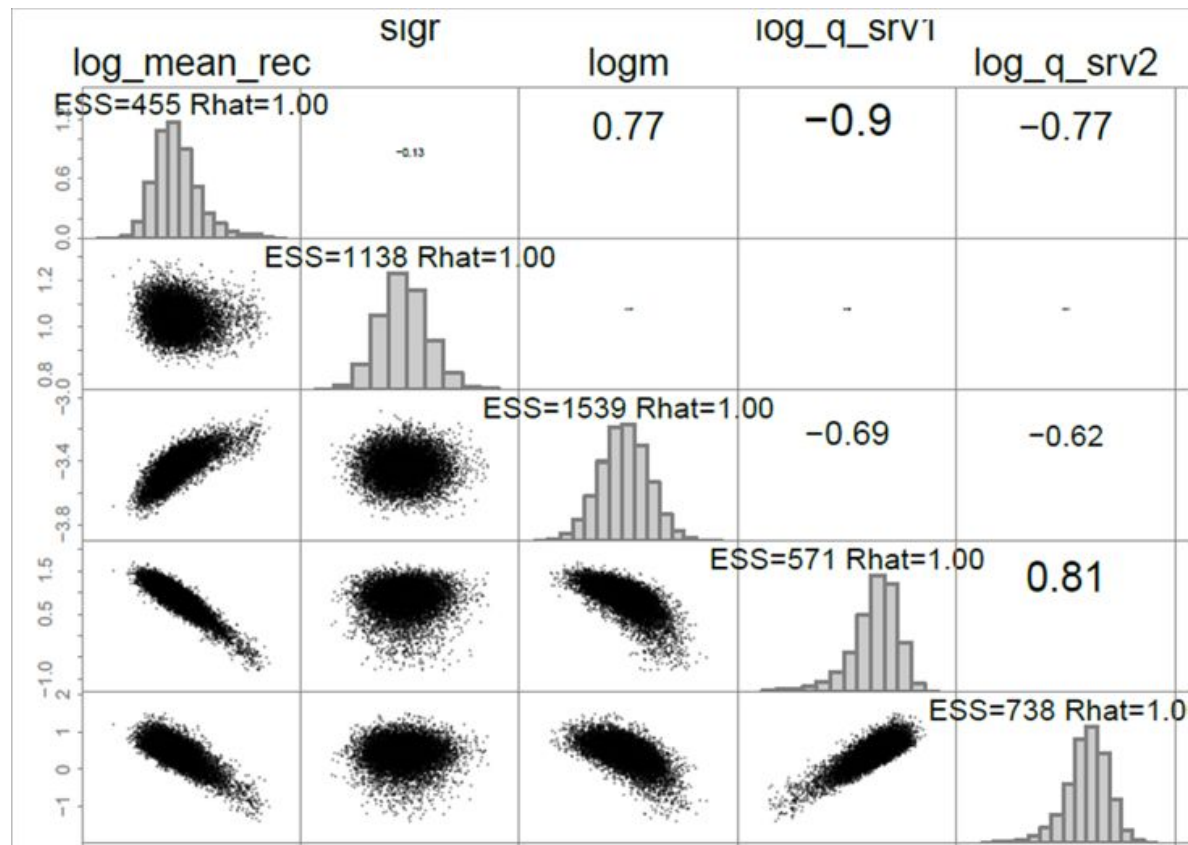 sigr log_q_srv1
log_mean_rec logm log_q_srv2
ESS=455 Rhat=1.00
0.77 −0.9 −0.77
−0.13
0.6
0.0
ESS=1138 Rhat=1.00
1.2
1.0
0.8
−3.0
ESS=1539 Rhat=1.00
−0.69 −0.62
−3.4
−3.8
ESS=571 Rhat=1.00
1.5
0.81
0.5
−1.0
2
ESS=738 Rhat=1.0
1
0
−1